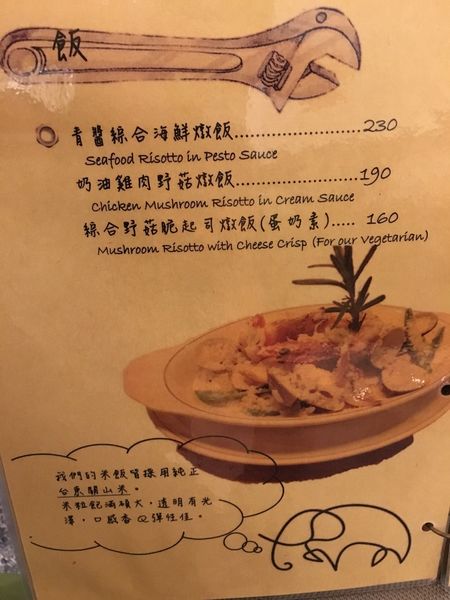 飯
青醬綜合海鮮燉飯........................230
Seafood Risotto in Pesto Sauce
奶油雞肉野菇燉飯.......................190
Chicken Mushroom Risotto in Cream Sauce
綜合野菇脆起司燉飯(蛋奶素)..... 160
Mushroom Risotto with Cheese Crisp (For our Vegetarian)
我們的米飯皆採用純正
台東關山米。
米粒飽滿碩大，透明有光
澤，口感香Q彈性佳。